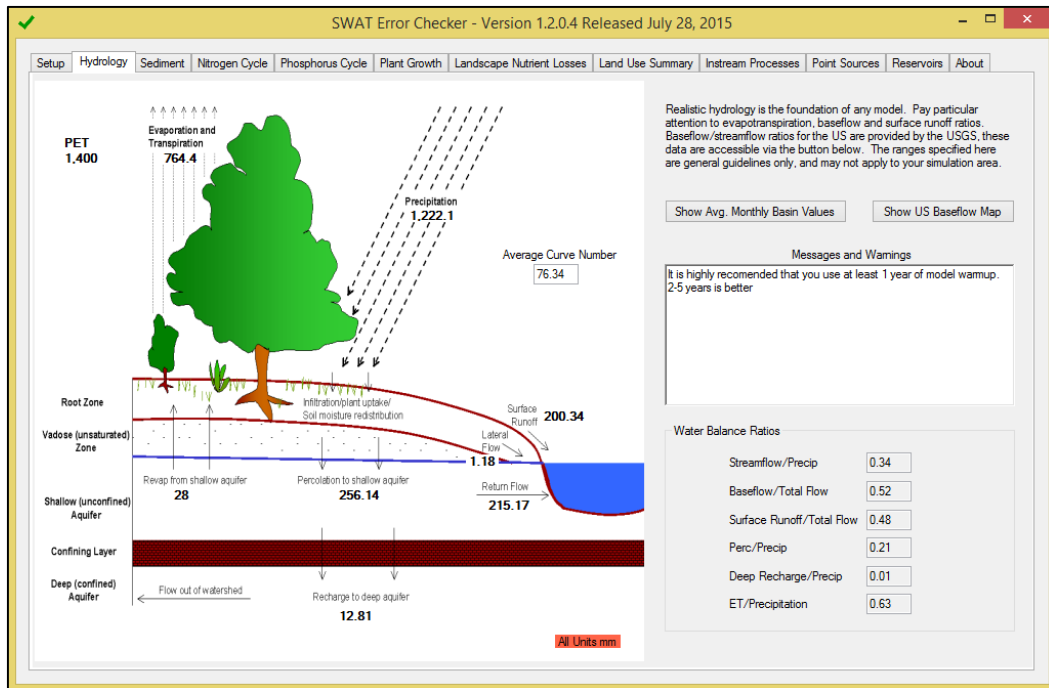 SWAT Error Checker - Version 1.2.0.4 Released July 28, 2015
Setup Hydrology Sediment Nitrogen Cycle Phosphorus Cycle Plant Growth Landscape Nutrient Losses Land Use Summary Instream Processes Point Sources Reservoirs About
PET
1,400
Evaporation and
Transpiration
764.4
Precipitation
1,222.1
Average Curve Number
76.34
Root Zone
Infiltration/plant uptake/
Soil moisture redistribution
Surface
Runoff
200.34
Vadose (unsaturated)
Zone
Lateral
Flow
1.18
Revap from shallow aquifer
28
Percolation to shallow aquifer
256.14
Return Flow
215.17
Shallow (unconfined)
Aquifer
Confining Layer
Deep (confined)
Aquifer
Flow out of watershed
Recharge to deep aquifer
12.81
All Units mm
Realistic hydrology is the foundation of any model. Pay particular
attention to evapotranspiration, baseflow and surface runoff ratios.
Baseflow/streamflow ratios for the US are provided by the USGS, these
data are accessible via the button below. The ranges specified here
are general guidelines only, and may not apply to your simulation area.
Show Avg. Monthly Basin Values
Show US Baseflow Map
Messages and Warnings
It is highly recomended that you use at least 1 year of model warmup.
2-5 years is better
Water Balance Ratios
Streamflow/Precip 0.34
Baseflow/Total Flow 0.52
Surface Runoff/Total Flow 0.48
Perc/Precip 0.21
Deep Recharge/Precip 0.01
ET/Precipitation 0.63